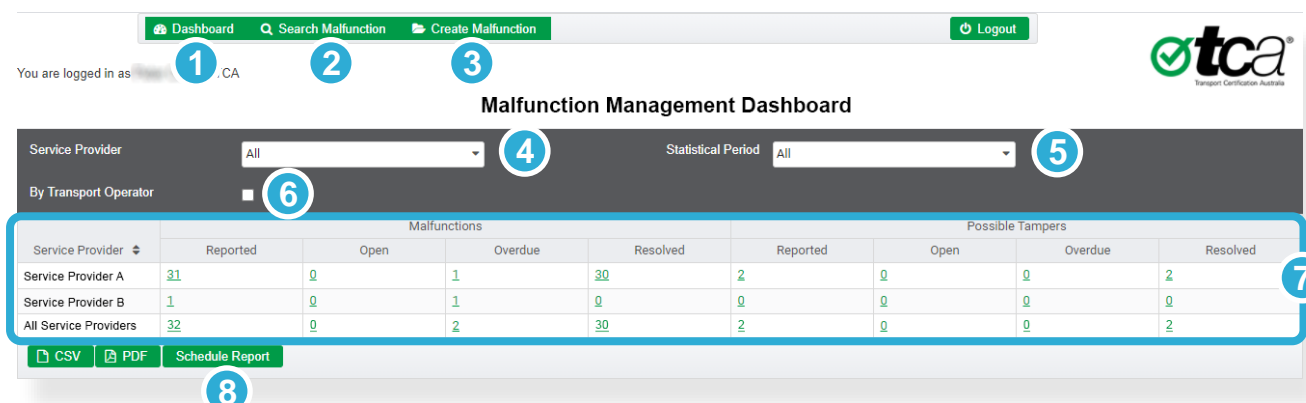 Dashboard Search Malfunction Create Malfunction Logout
1 2 3
tca®
Transport Certification Australia
You are logged in as , CA
Malfunction Management Dashboard
Service Provider All 4 Statistical Period All 5
By Transport Operator 6
Malfunctions Possible Tampers
Service Provider Reported Open Overdue Resolved Reported Open Overdue Resolved
Service Provider A 31 0 1 30 2 0 0 2
7
Service Provider B 1 0 1 0 0 0 0 0
All Service Providers 32 0 2 30 2 0 0 2
CSV PDF Schedule Report
8